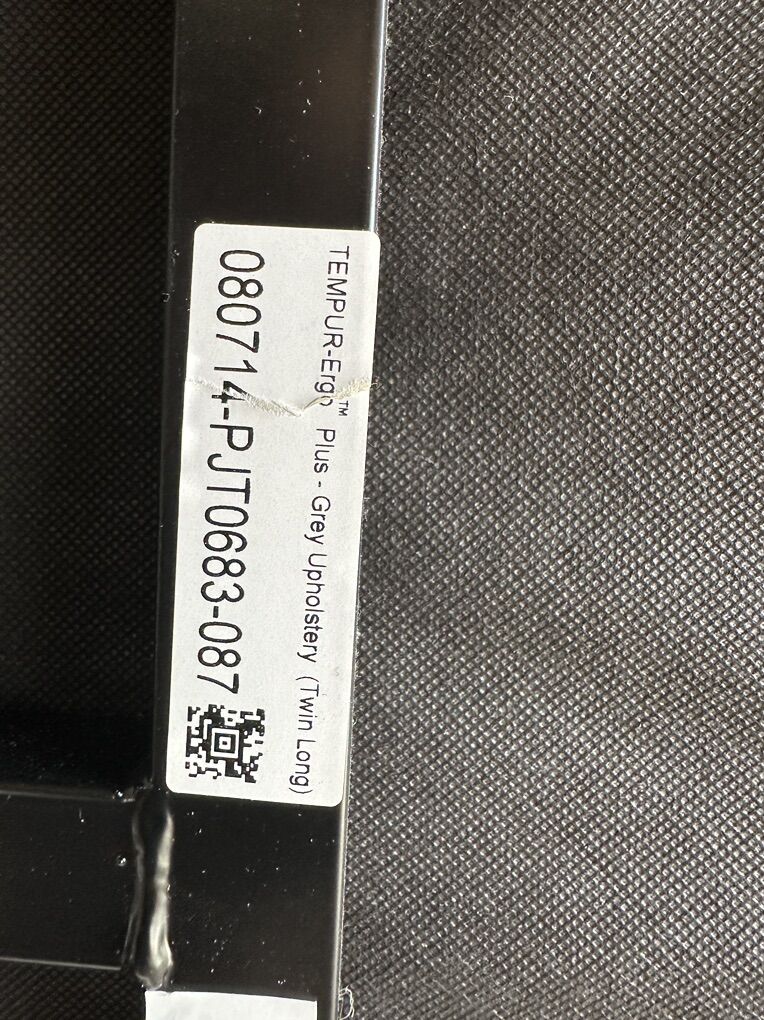 TEMPUR-Ergo™ Plus - Grey Upholstery (Twin Long)
080714-PJT0683-087